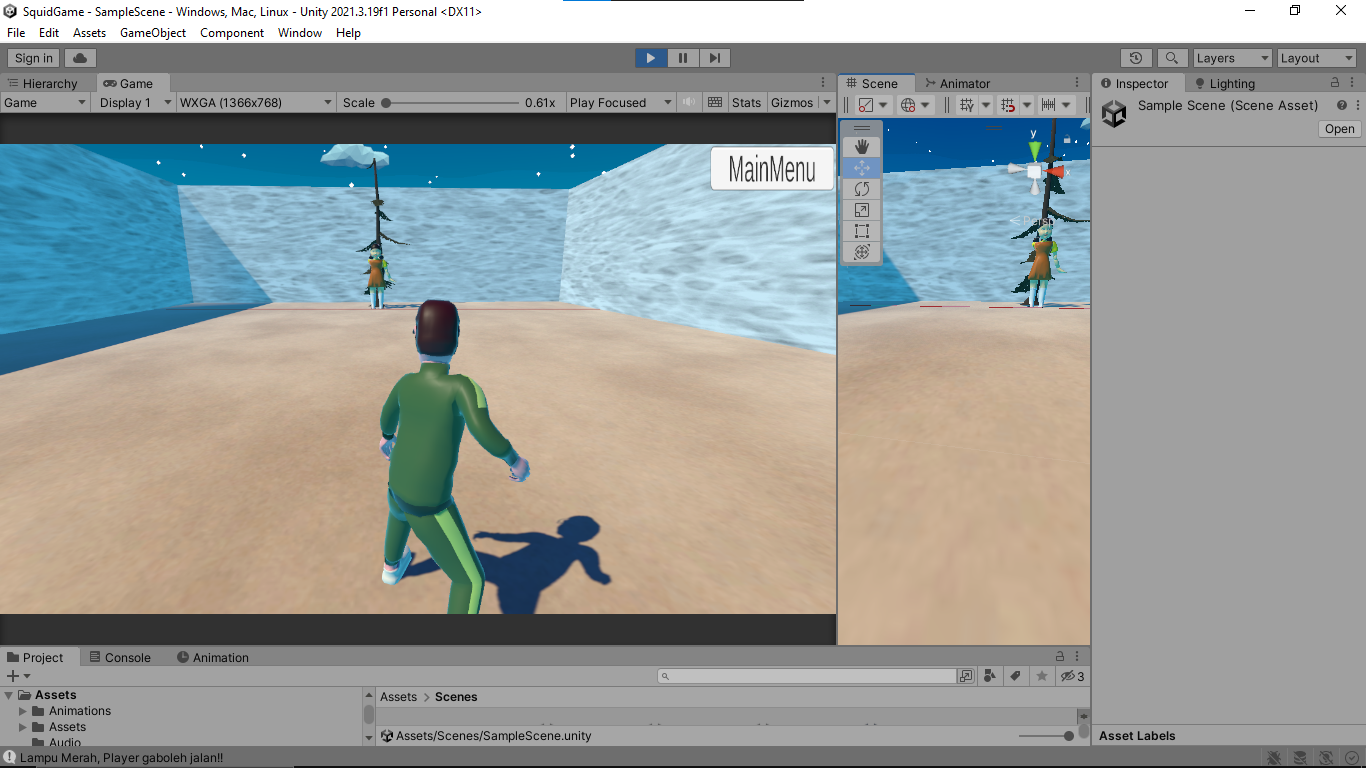 SquidGame - SampleScene - Windows, Mac, Linux - Unity 2021.3.19f1 Personal <DX11>
File Edit Assets GameObject Component Window Help
Sign in Layers Layout
Hierarchy Game Scene Animator Inspector Lighting
Game Display 1 WXGA (1366x768) Scale 0.61x Play Focused Stats Gizmos
Sample Scene (Scene Asset)
Open
y
x
< Persp
MainMenu
Project Console Animation
3
Assets
Animations
Assets
Audio
Assets > Scenes
Assets/Scenes/SampleScene.unity
Asset Labels
Lampu Merah, Player gaboleh jalan!!